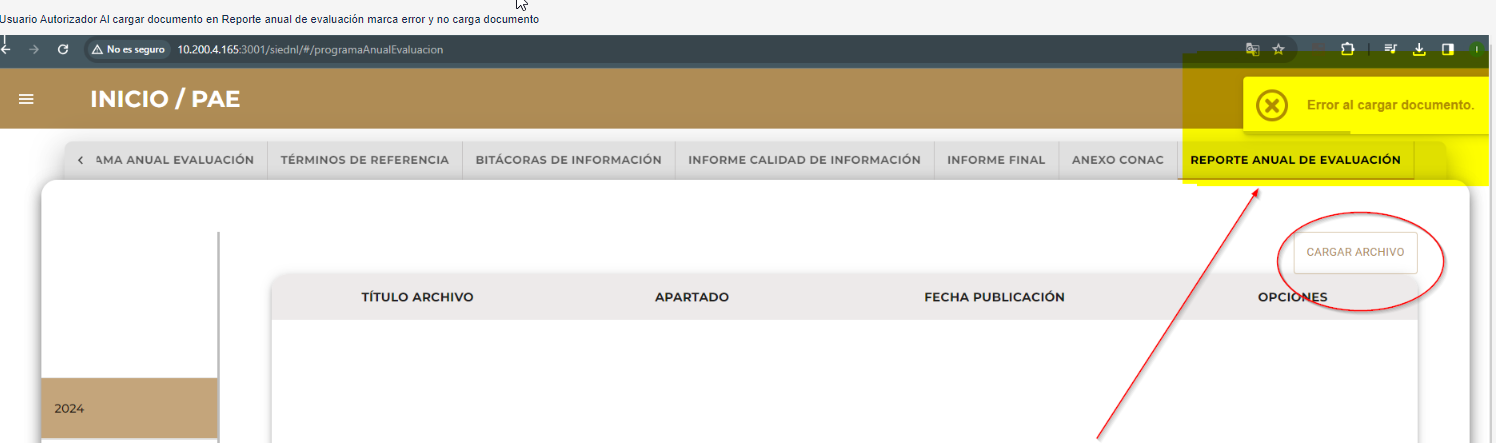 Usuario Autorizador Al cargar documento en Reporte anual de evaluación marca error y no carga documento
No es seguro 10.200.4.165:3001/siednl/#/programaAnualEvaluacion
INICIO / PAE
Error al cargar documento.
AMA ANUAL EVALUACIÓN TÉRMINOS DE REFERENCIA BITÁCORAS DE INFORMACIÓN INFORME CALIDAD DE INFORMACIÓN INFORME FINAL ANEXO CONAC REPORTE ANUAL DE EVALUACIÓN
CARGAR ARCHIVO
TÍTULO ARCHIVO APARTADO FECHA PUBLICACIÓN OPCIONES
2024